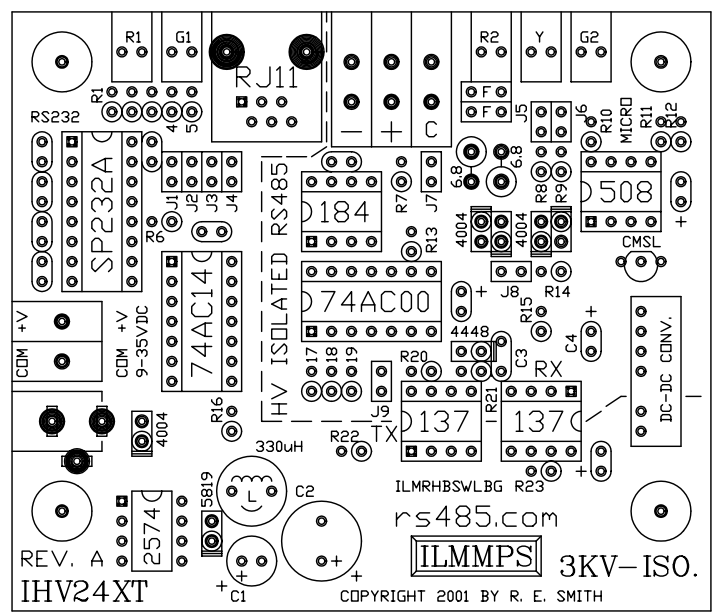 R1 G1 R2 Y G2
RJ11
R1
4 5
RS232
- + C
F
F
J5 J6
R10 MICRO R11 R12
SP232A
J1 J2 J3 J4
R6
HV ISOLATED RS485
184
R7 J7
6.8 6.8
R8 R9
508
+
R13
4004 4004
CMSL
74AC14
74AC00
+
J8 R14
R15
+V COM
COM +V
9-35VDC
4448
C3
C4 +
DC-DC CONV.
17 18 19
J9
R20
R21
RX
TX
137
137
4004
R16
330uH
R22
ILMRHBSWLBG R23 +
5819
L
C2
2574
rs485.com
+ C1 + +
REV. A
IHV24XT
ILMMPS
3KV-ISO.
COPYRIGHT 2001 BY R. E. SMITH